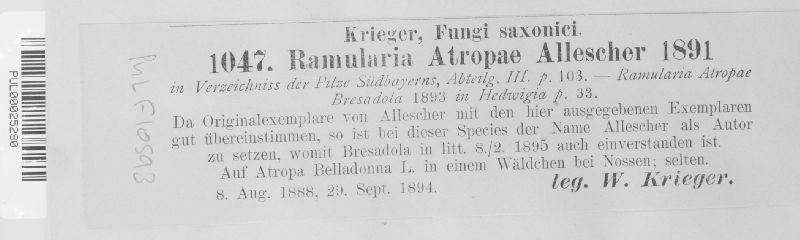 Krieger, Fungi saxonici.
1047. Ramularia Atropae Allescher 1891
in Verzeichniss der Pilze Südbayerns, Abteilg. III. p. 103. — Ramularia Atropae
Bresadola 1893 in Hedwigia p. 33.
Da Originalexemplare von Allescher mit den hier ausgegebenen Exemplaren
gut übereinstimmen, so ist bei dieser Species der Name Allescher als Autor
zu setzen, womit Bresadola in litt. 8./2. 1895 auch einverstanden ist.
Auf Atropa Belladonna L. in einem Wäldchen bei Nossen; selten.
8. Aug. 1888, 29. Sept. 1894.
leg. W. Krieger.
PUL00025280
PUL F10593